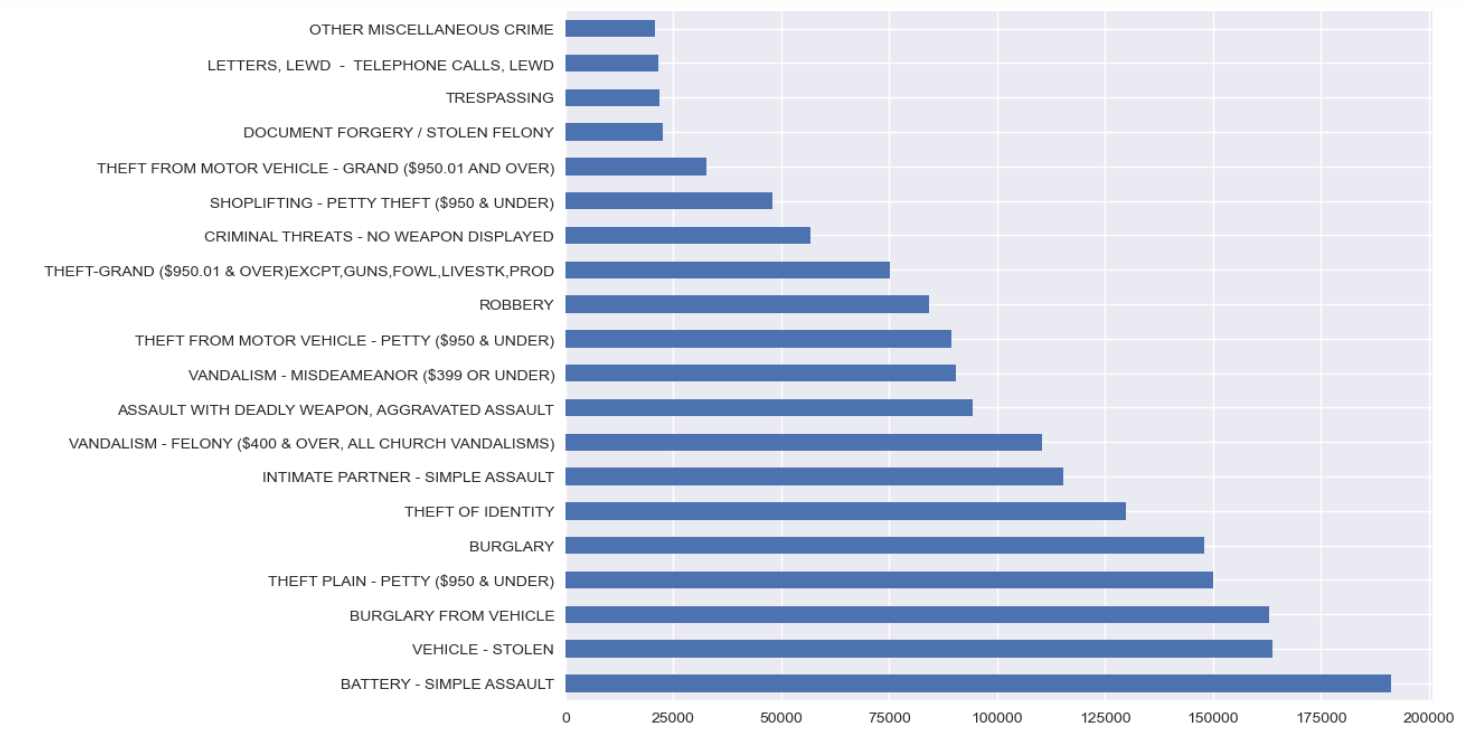 OTHER MISCELLANEOUS CRIME
LETTERS, LEWD - TELEPHONE CALLS, LEWD
TRESPASSING
DOCUMENT FORGERY / STOLEN FELONY
THEFT FROM MOTOR VEHICLE - GRAND ($950.01 AND OVER)
SHOPLIFTING - PETTY THEFT ($950 & UNDER)
CRIMINAL THREATS - NO WEAPON DISPLAYED
THEFT-GRAND ($950.01 & OVER)EXCPT,GUNS,FOWL,LIVESTK,PROD
ROBBERY
THEFT FROM MOTOR VEHICLE - PETTY ($950 & UNDER)
VANDALISM - MISDEAMEANOR ($399 OR UNDER)
ASSAULT WITH DEADLY WEAPON, AGGRAVATED ASSAULT
VANDALISM - FELONY ($400 & OVER, ALL CHURCH VANDALISMS)
INTIMATE PARTNER - SIMPLE ASSAULT
THEFT OF IDENTITY
BURGLARY
THEFT PLAIN - PETTY ($950 & UNDER)
BURGLARY FROM VEHICLE
VEHICLE - STOLEN
BATTERY - SIMPLE ASSAULT
0 25000 50000 75000 100000 125000 150000 175000 200000